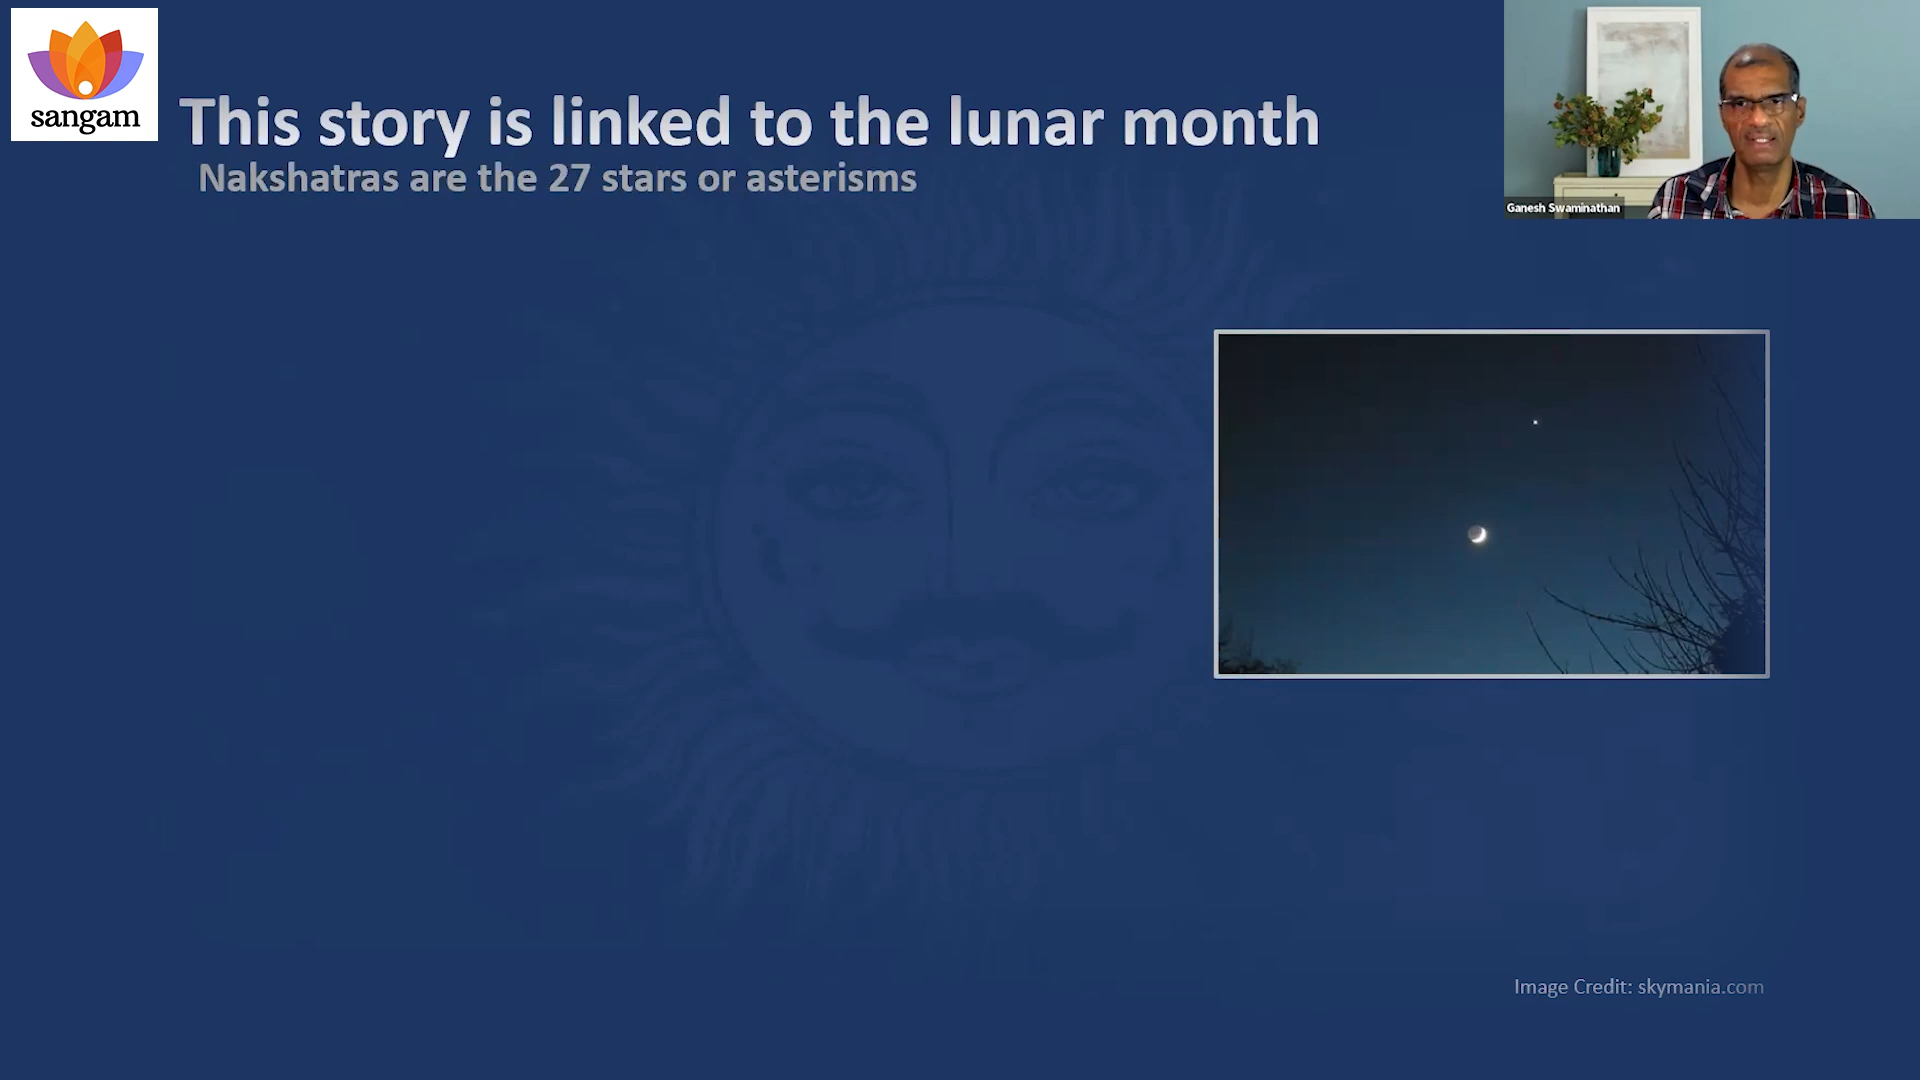 sangam
This story is linked to the lunar month
Nakshatras are the 27 stars or asterisms
Ganesh Swaminathan
Image Credit: skymania.com